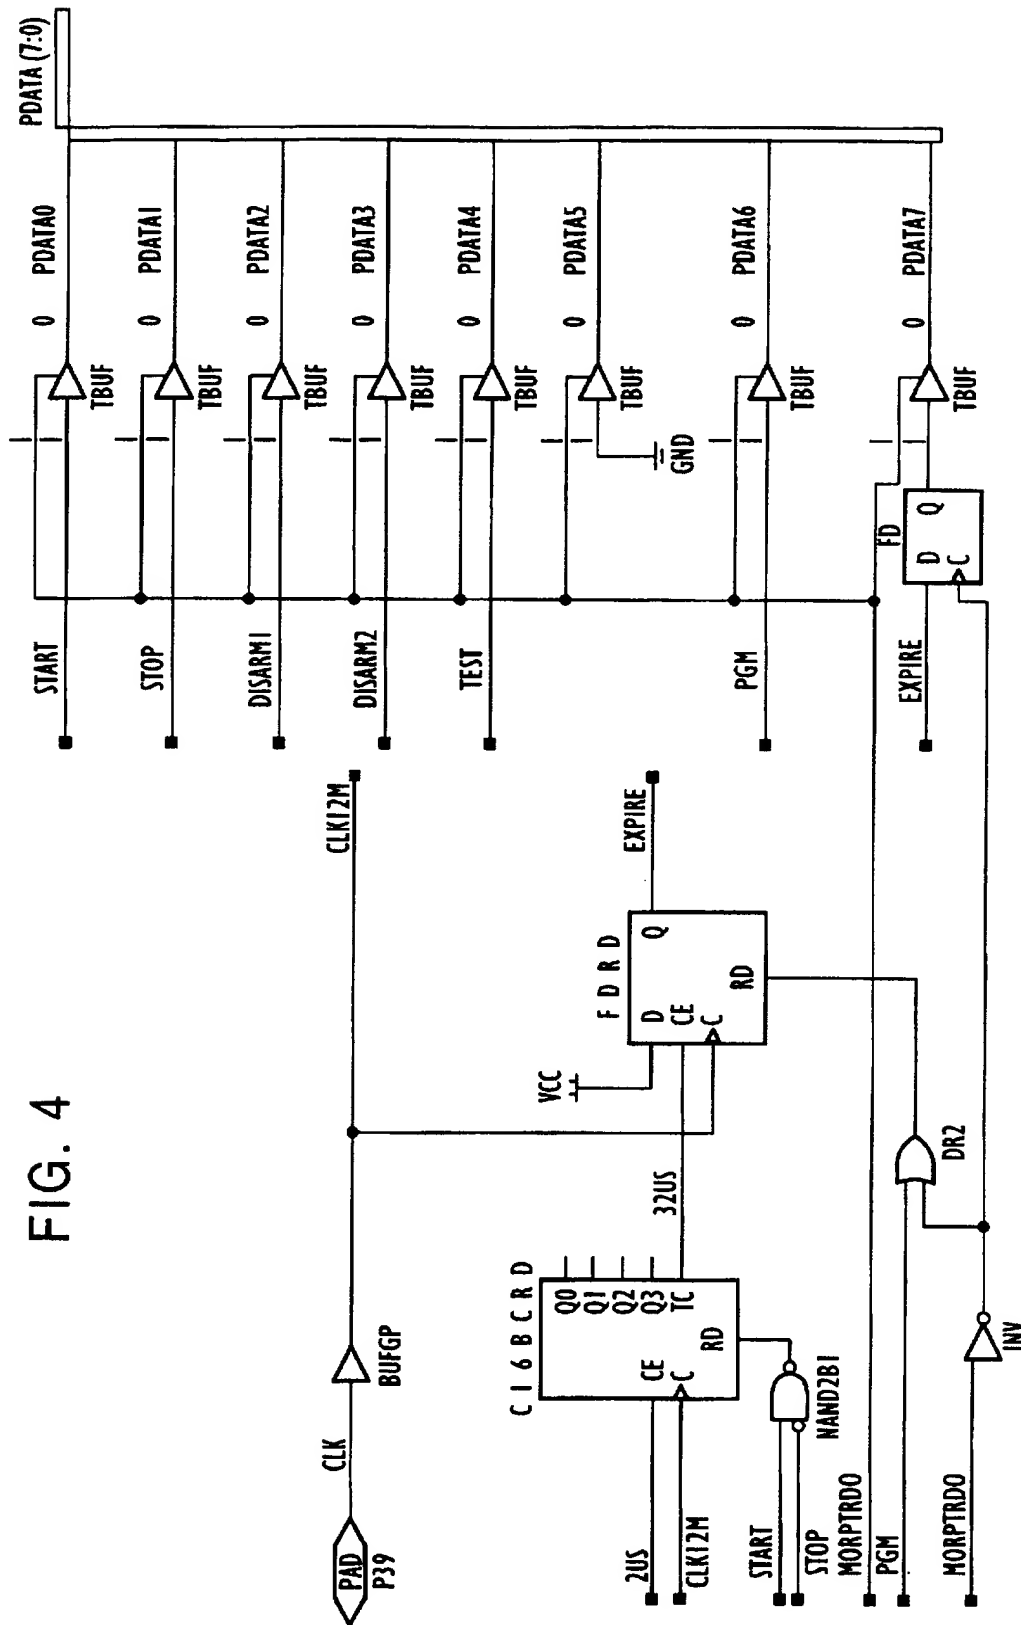 FIG. 4
PAD
P39
CLK
BUFGP
CLK12M
2US
CLK12M
START
STOP
NAND2B1
C16BCRD
CE
C
Q0
Q1
Q2
Q3
TC
RD
32US
VCC
FDRD
D
CE
C
Q
RD
EXPIRE
MORPTRDO
PGM
MORPTRDO
INV
DR2
START
STOP
DISARM1
DISARM2
TEST
PGM
EXPIRE
FD
D
C
Q
GND
TBUF
TBUF
TBUF
TBUF
TBUF
TBUF
TBUF
TBUF
0 PDATA0
0 PDATA1
0 PDATA2
0 PDATA3
0 PDATA4
0 PDATA5
0 PDATA6
0 PDATA7
PDATA (7:0)